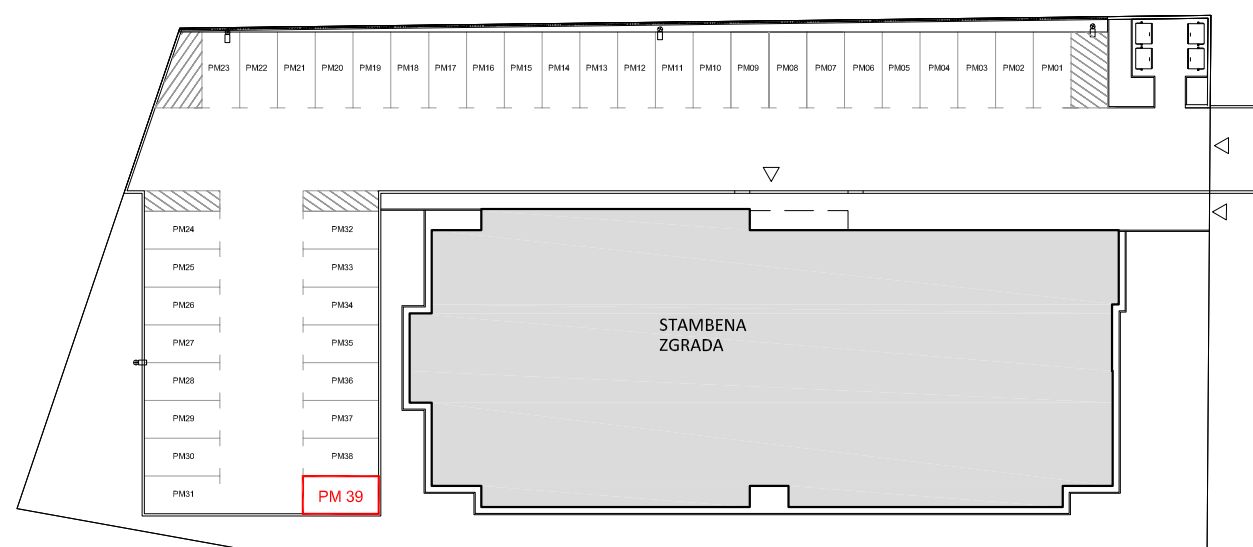 PM23 PM22 PM21 PM20 PM19 PM18 PM17 PM16 PM15 PM14 PM13 PM12 PM11 PM10 PM09 PM08 PM07 PM06 PM05 PM04 PM03 PM02 PM01
PM24 PM32
PM25 PM33
PM26 PM34
PM27 PM35
PM28 PM36
PM29 PM37
PM30 PM38
PM31 PM 39
STAMBENA
ZGRADA